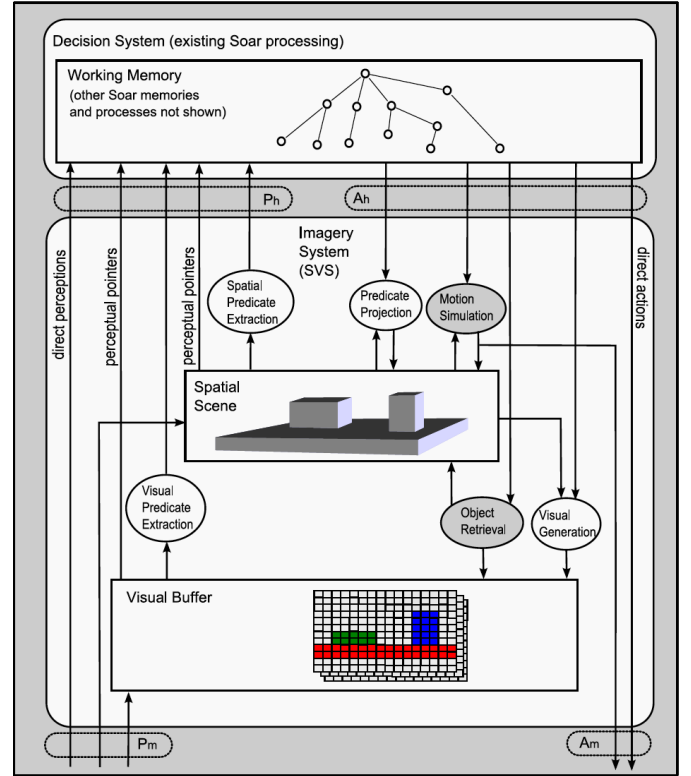 Decision System (existing Soar processing)
Working Memory
(other Soar memories
and processes not shown)
Ph
Ah
Imagery
System
(SVS)
direct perceptions
perceptual pointers
perceptual pointers
direct actions
Spatial
Predicate
Extraction
Predicate
Projection
Motion
Simulation
Spatial
Scene
Visual
Predicate
Extraction
Object
Retrieval
Visual
Generation
Visual Buffer
Pm
Am